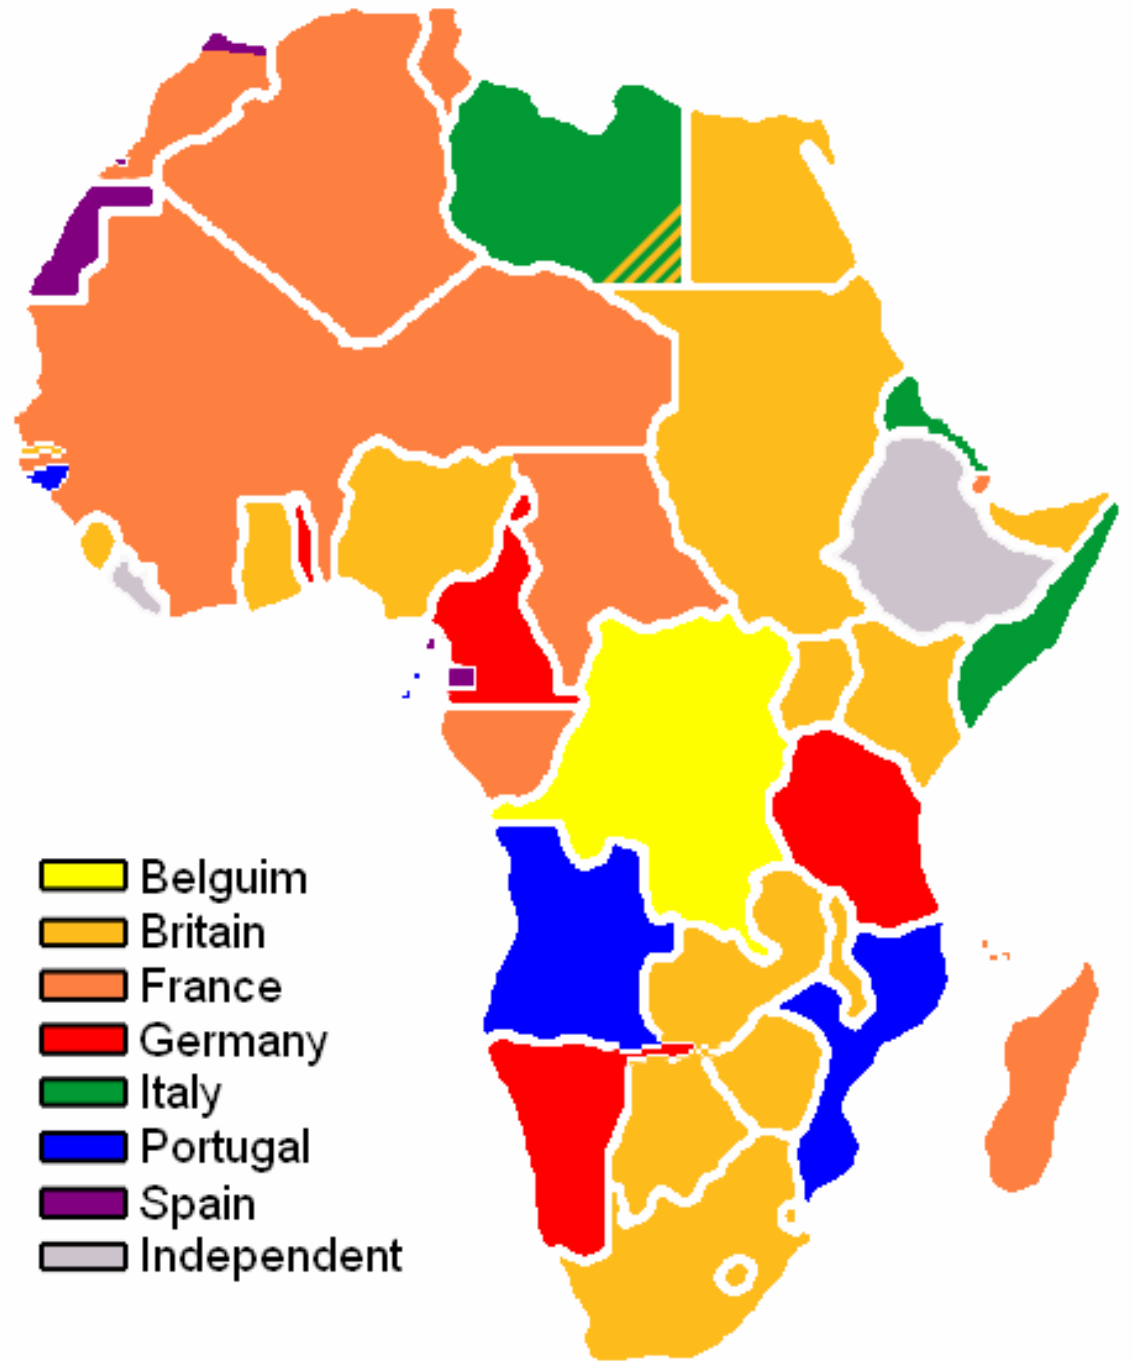 Belguim
Britain
France
Germany
Italy
Portugal
Spain
Independent